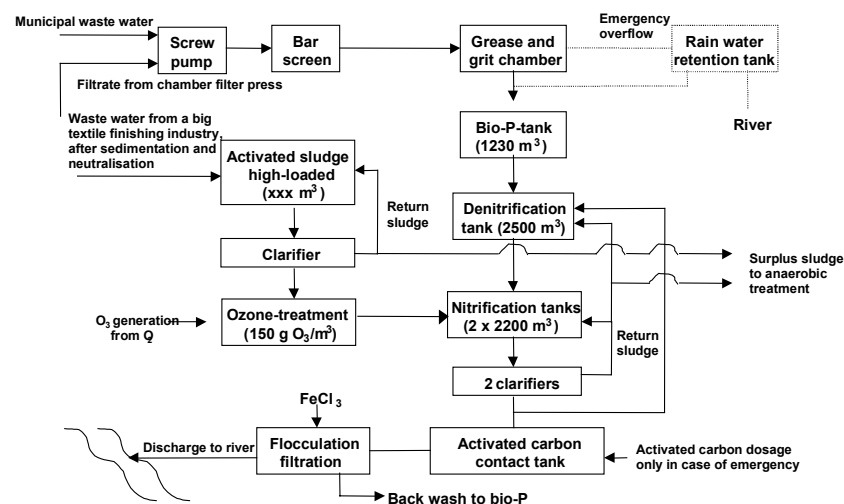 Municipal waste water
Screw
pump
Bar
screen
Grease and
grit chamber
Emergency
overflow
Rain water
retention tank
Filtrate from chamber filter press
River
Waste water from a big
textile finishing industry,
after sedimentation and
neutralisation
Bio-P-tank
(1230 m³)
Activated sludge
high-loaded
(xxx m³)
Return
sludge
Denitrification
tank (2500 m³)
Clarifier
Surplus sludge
to anaerobic
treatment
O₃ generation
from O₂
Ozone-treatment
(150 g O₃/m³)
Nitrification tanks
(2 x 2200 m³)
Return
sludge
2 clarifiers
FeCl₃
Discharge to river
Flocculation
filtration
Activated carbon
contact tank
Activated carbon dosage
only in case of emergency
Back wash to bio-P